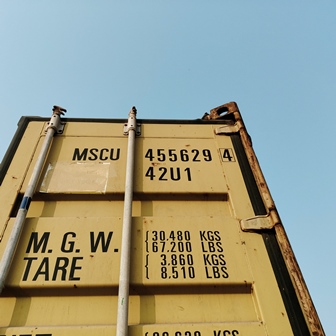 MSCU 455629 4
42U1
M. G. W. { 30.480 KGS
{ 67.200 LBS
TARE { 3.860 KGS
{ 8.510 LBS